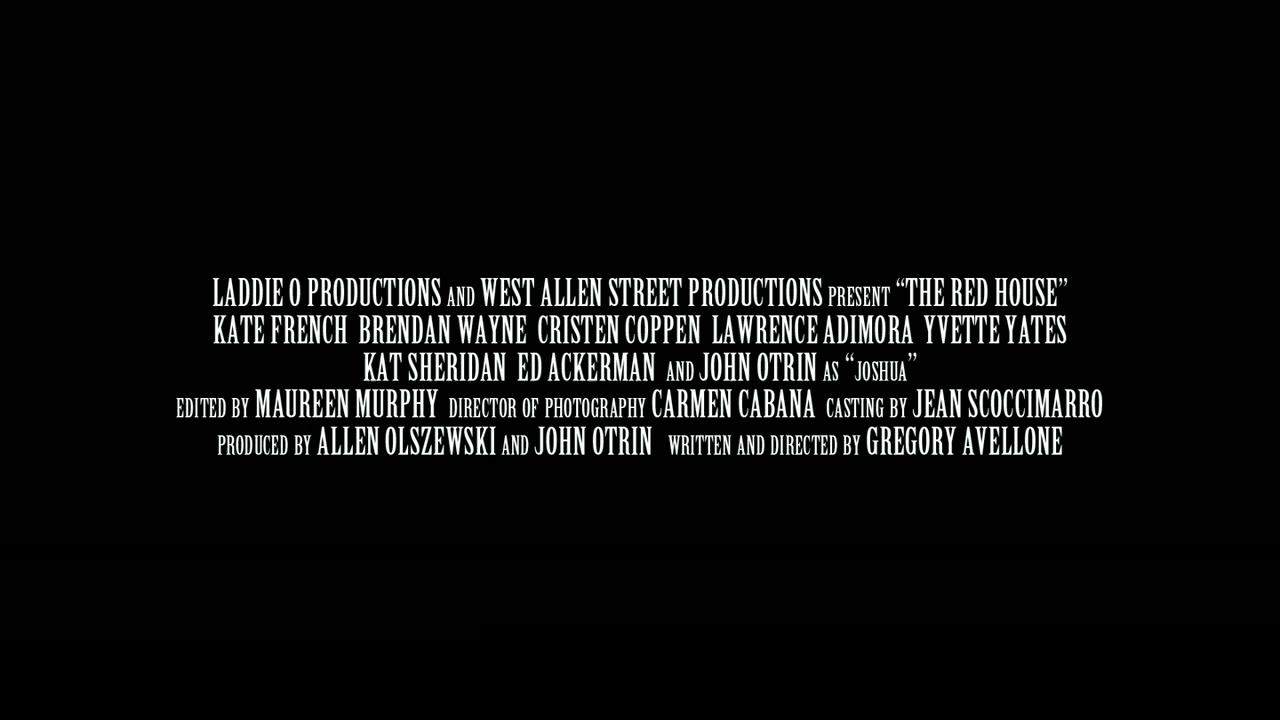 LADDIE O PRODUCTIONS AND WEST ALLEN STREET PRODUCTIONS PRESENT “THE RED HOUSE”
KATE FRENCH BRENDAN WAYNE CRISTEN COPPEN LAWRENCE ADIMORA YVETTE YATES
KAT SHERIDAN ED ACKERMAN AND JOHN OTRIN AS “JOSHUA”
EDITED BY MAUREEN MURPHY DIRECTOR OF PHOTOGRAPHY CARMEN CABANA CASTING BY JEAN SCOCCIMARRO
PRODUCED BY ALLEN OLSZEWSKI AND JOHN OTRIN WRITTEN AND DIRECTED BY GREGORY AVELLONE